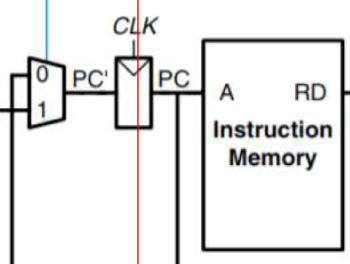 CLK
0
PC'
PC
1
A
RD
Instruction
Memory